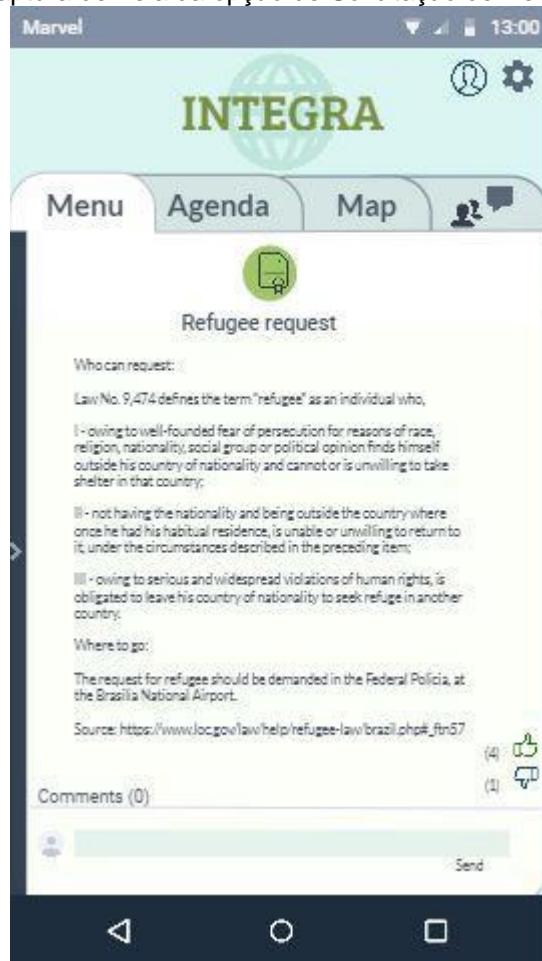 Marvel 13:00
INTEGRA
Menu Agenda Map
Refugee request
Who can request:
Law No. 9,474 defines the term "refugee" as an individual who,
I - owing to well-founded fear of persecution for reasons of race,
religion, nationality, social group or political opinion finds himself
outside his country of nationality and cannot or is unwilling to take
shelter in that country;
II - not having the nationality and being outside the country where
once he had his habitual residence, is unable or unwilling to return to
it, under the circumstances described in the preceding item;
III - owing to serious and widespread violations of human rights, is
obligated to leave his country of nationality to seek refuge in another
country.
Where to go:
The request for refugee should be demanded in the Federal Policia, at
the Brasilia National Airport.
Source: https://www.loc.gov/law/help/refugee-law/brazil.php#_ftn57
(4)
(1)
Comments (0)
Send